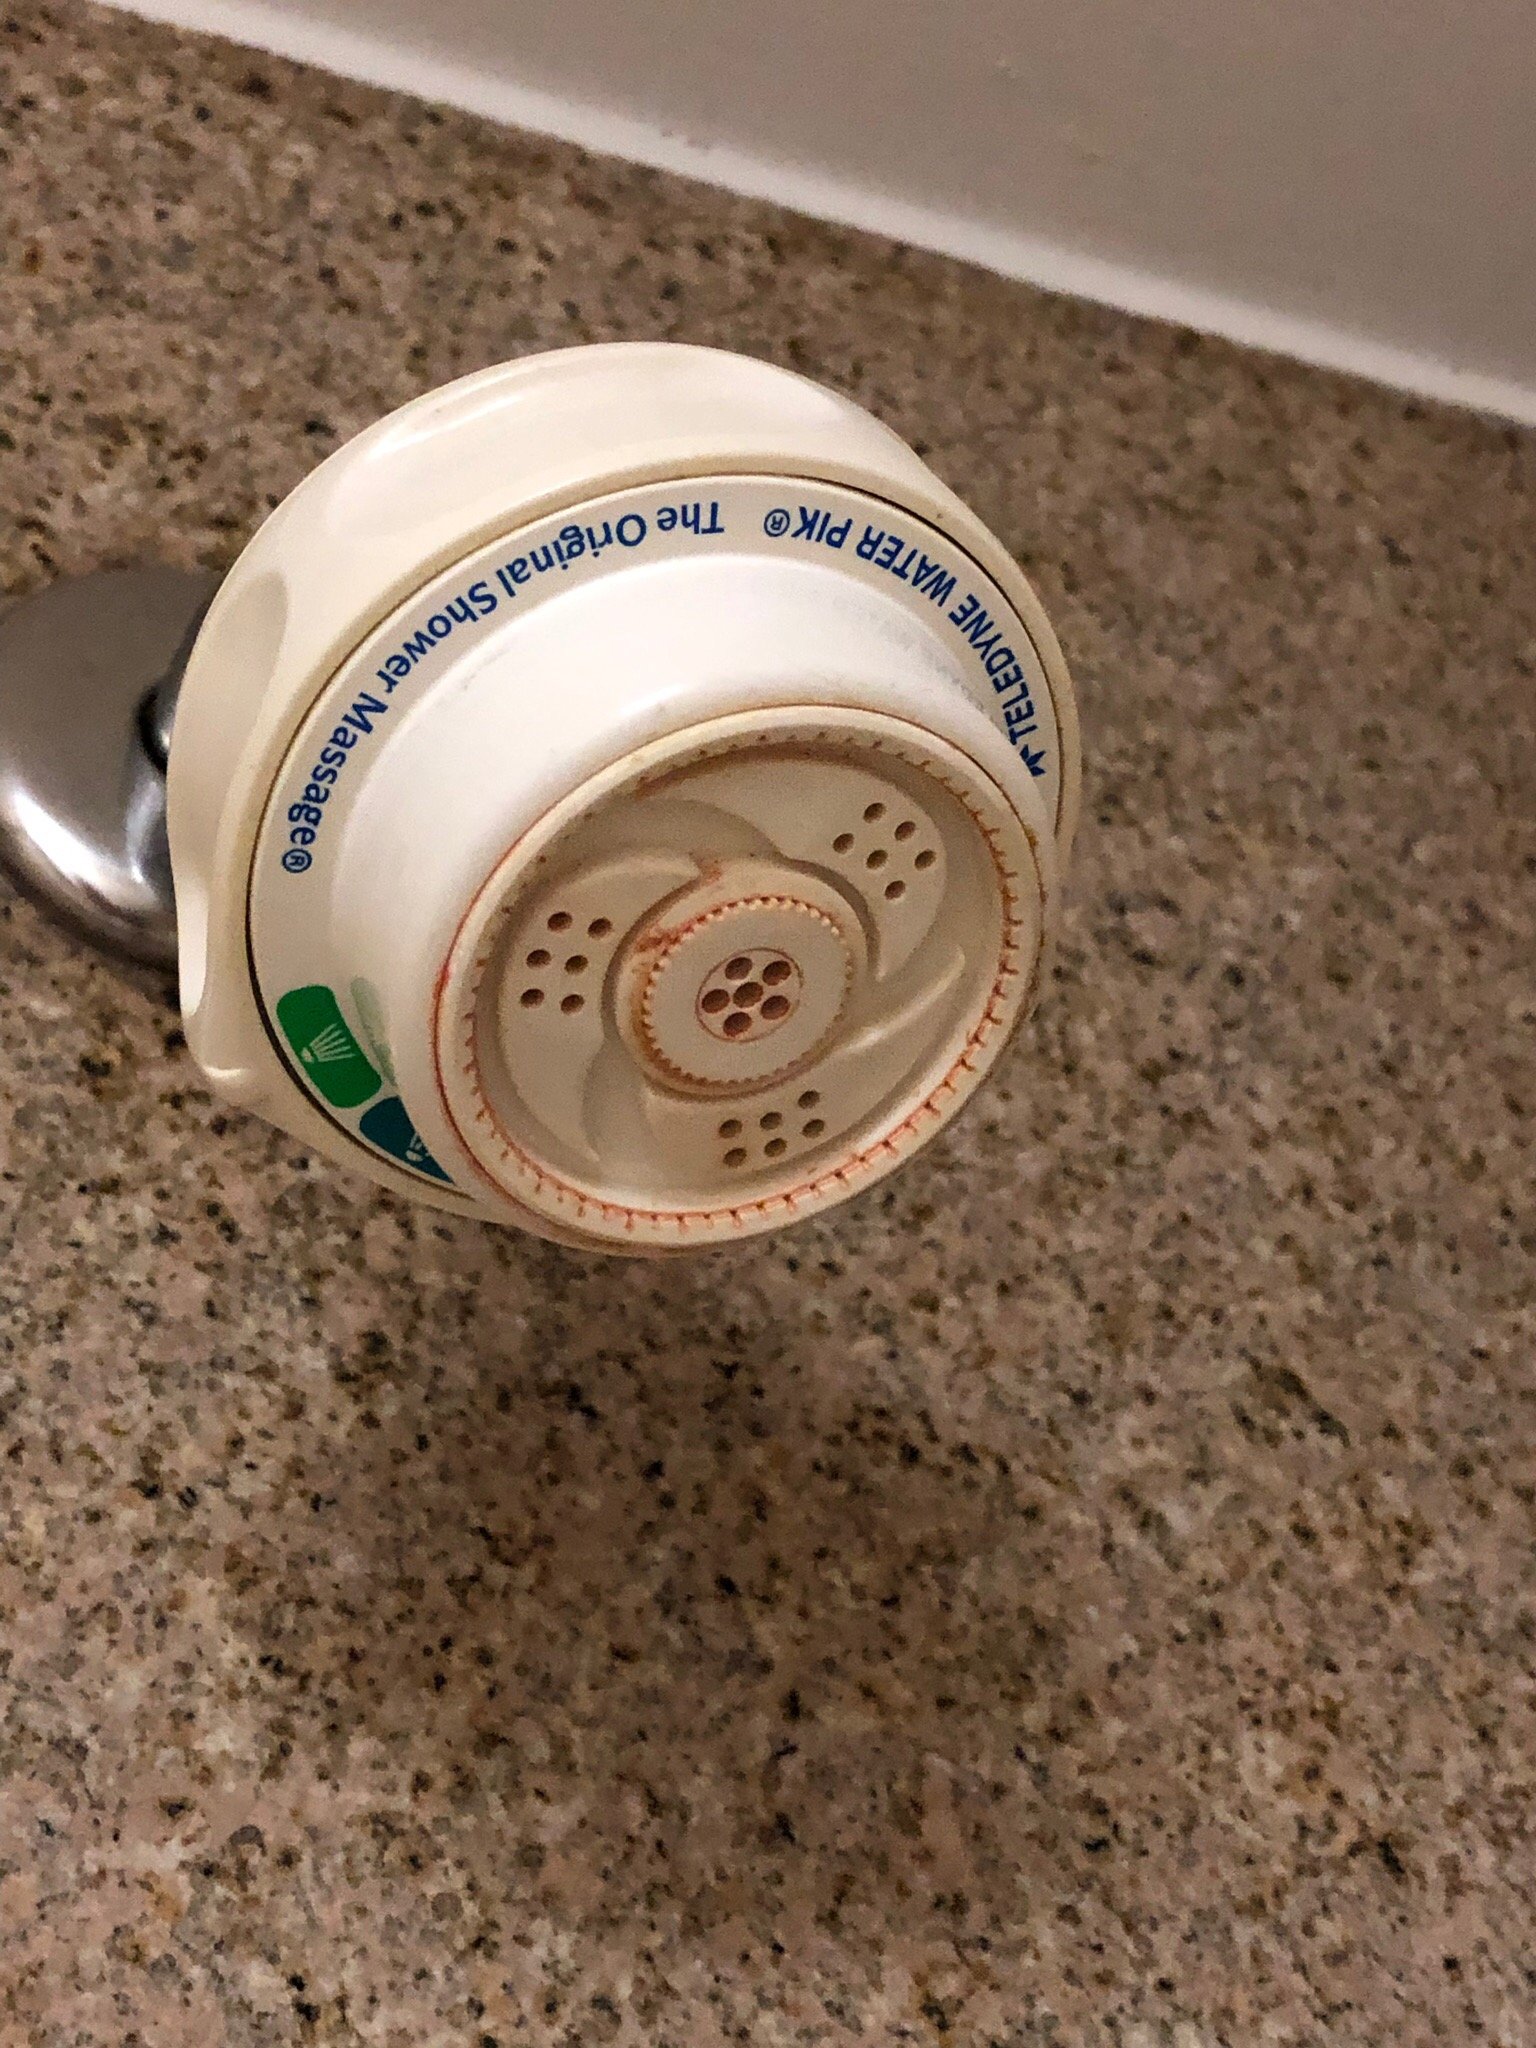 TELEDYNE WATER PIK®
The Original Shower Massage®